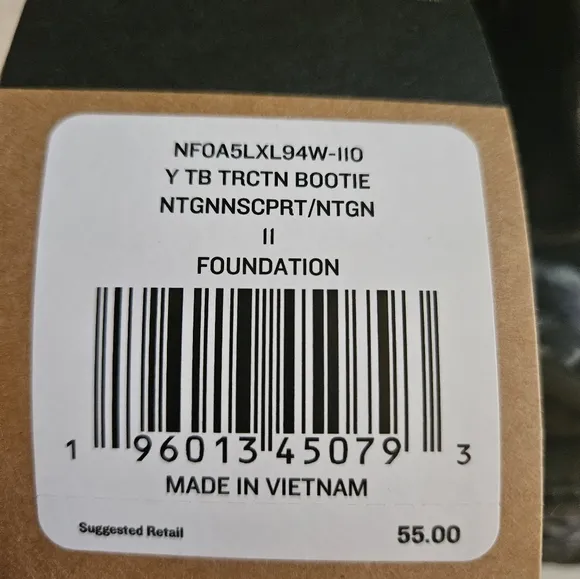 NF0A5LXL94W-110
Y TB TRCTN BOOTIE
NTGNNSCPRT/NTGN
11
FOUNDATION
1 96013 45079 3
MADE IN VIETNAM
Suggested Retail 55.00